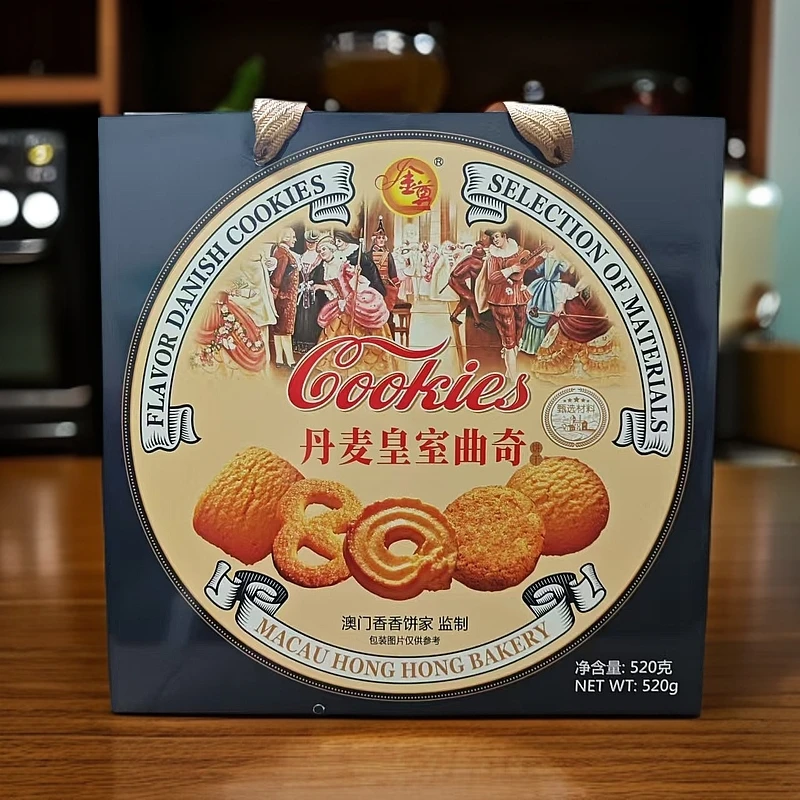 金尊
®
FLAVOR DANISH COOKIES
SELECTION OF MATERIALS
Cookies
甄选材料
丹麦皇室曲奇
澳门香香饼家 监制
包装图片仅供参考
MACAU HONG HONG BAKERY
净含量: 520克
NET WT: 520g